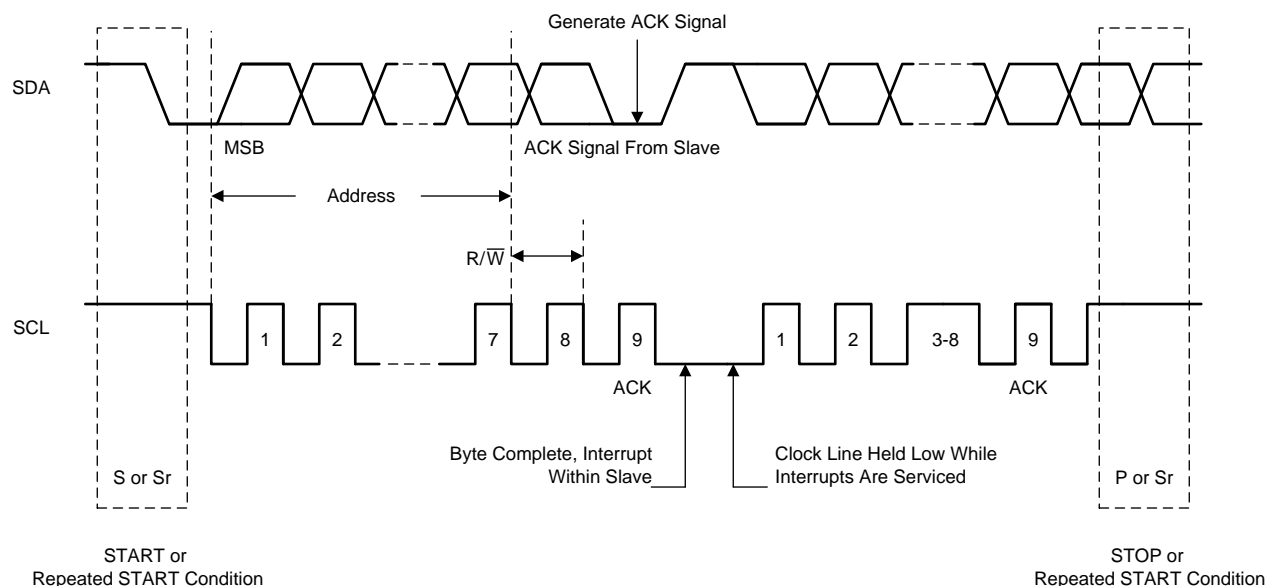 Generate ACK Signal
SDA
MSB
ACK Signal From Slave
Address
R/W̅
SCL
1
2
7
8
9
1
2
3-8
9
ACK
ACK
Byte Complete, Interrupt
Within Slave
Clock Line Held Low While
Interrupts Are Serviced
S or Sr
P or Sr
START or
Repeated START Condition
STOP or
Repeated START Condition